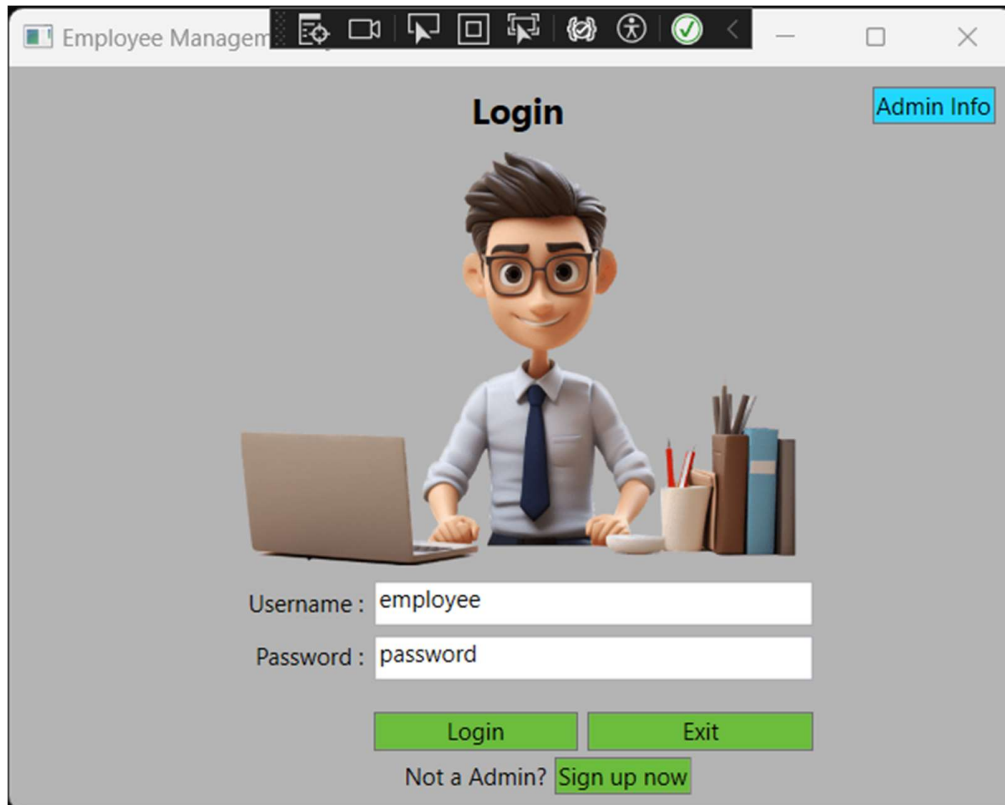 Employee Managem
Login
Admin Info
Username : employee
Password : password
Login Exit
Not a Admin? Sign up now